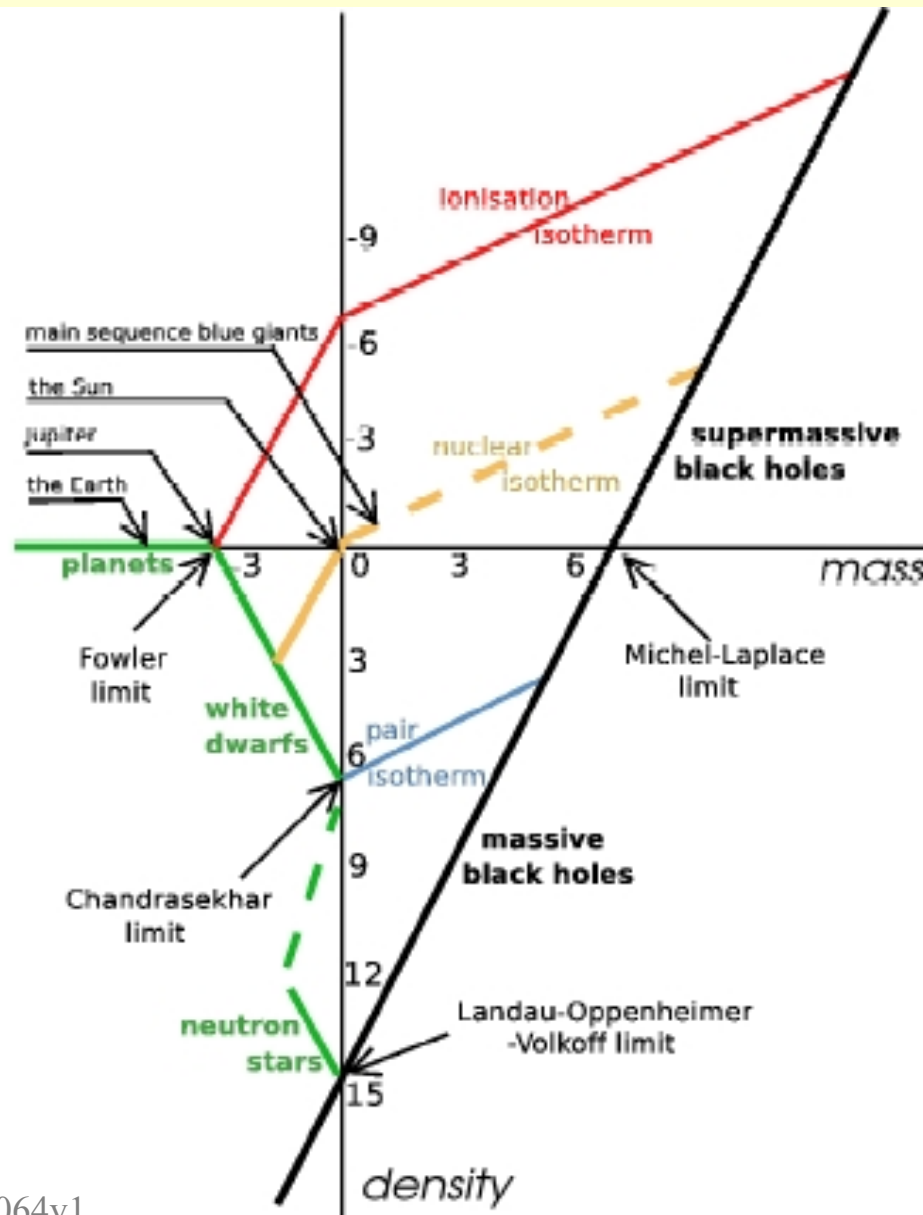 ionisation
isotherm
-9
main sequence blue giants
-6
the Sun
-3
jupiter
nuclear
isotherm
supermassive
black holes
the Earth
planets
-3
0
3
6
mass
Fowler
limit
3
Michel-Laplace
limit
white
dwarfs
pair
6
isotherm
massive
black holes
9
Chandrasekhar
limit
12
neutron
stars
Landau-Oppenheimer
-Volkoff limit
15
density
064v1